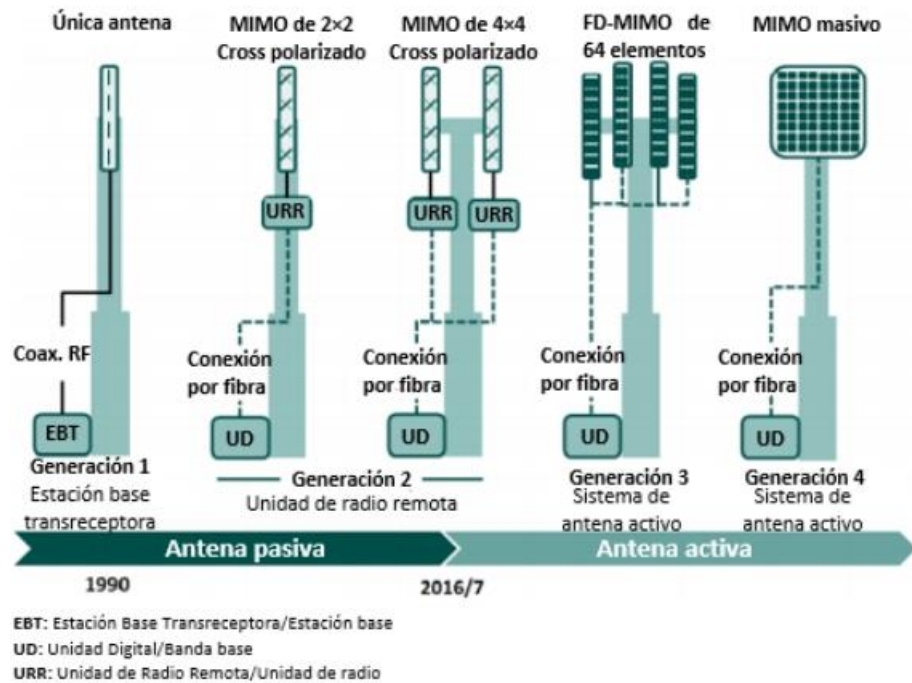 Única antena
MIMO de 2×2
Cross polarizado
MIMO de 4×4
Cross polarizado
FD-MIMO de
64 elementos
MIMO masivo
URR
URR
URR
Coax. RF
Conexión
por fibra
Conexión
por fibra
Conexión
por fibra
Conexión
por fibra
EBT
UD
UD
UD
UD
Generación 1
Estación base
transreceptora
Generación 2
Unidad de radio remota
Generación 3
Sistema de
antena activo
Generación 4
Sistema de
antena activo
Antena pasiva
Antena activa
1990
2016/7
EBT: Estación Base Transreceptora/Estación base
UD: Unidad Digital/Banda base
URR: Unidad de Radio Remota/Unidad de radio